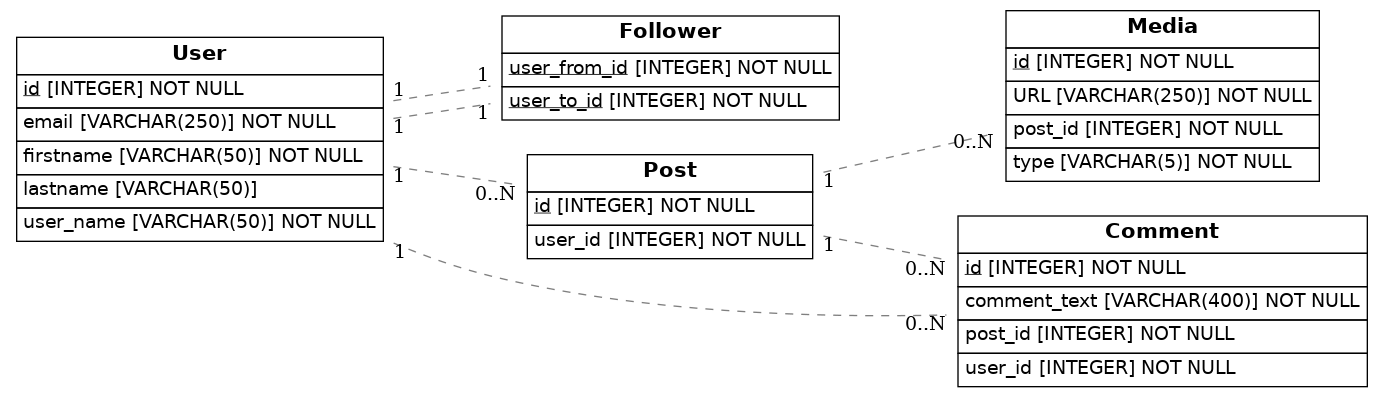 User
id [INTEGER] NOT NULL
email [VARCHAR(250)] NOT NULL
firstname [VARCHAR(50)] NOT NULL
lastname [VARCHAR(50)]
user_name [VARCHAR(50)] NOT NULL
1
1
1
1
1
1
0..N
0..N
Follower
user_from_id [INTEGER] NOT NULL
user_to_id [INTEGER] NOT NULL
Post
id [INTEGER] NOT NULL
user_id [INTEGER] NOT NULL
1
0..N
1
0..N
Media
id [INTEGER] NOT NULL
URL [VARCHAR(250)] NOT NULL
post_id [INTEGER] NOT NULL
type [VARCHAR(5)] NOT NULL
Comment
id [INTEGER] NOT NULL
comment_text [VARCHAR(400)] NOT NULL
post_id [INTEGER] NOT NULL
user_id [INTEGER] NOT NULL